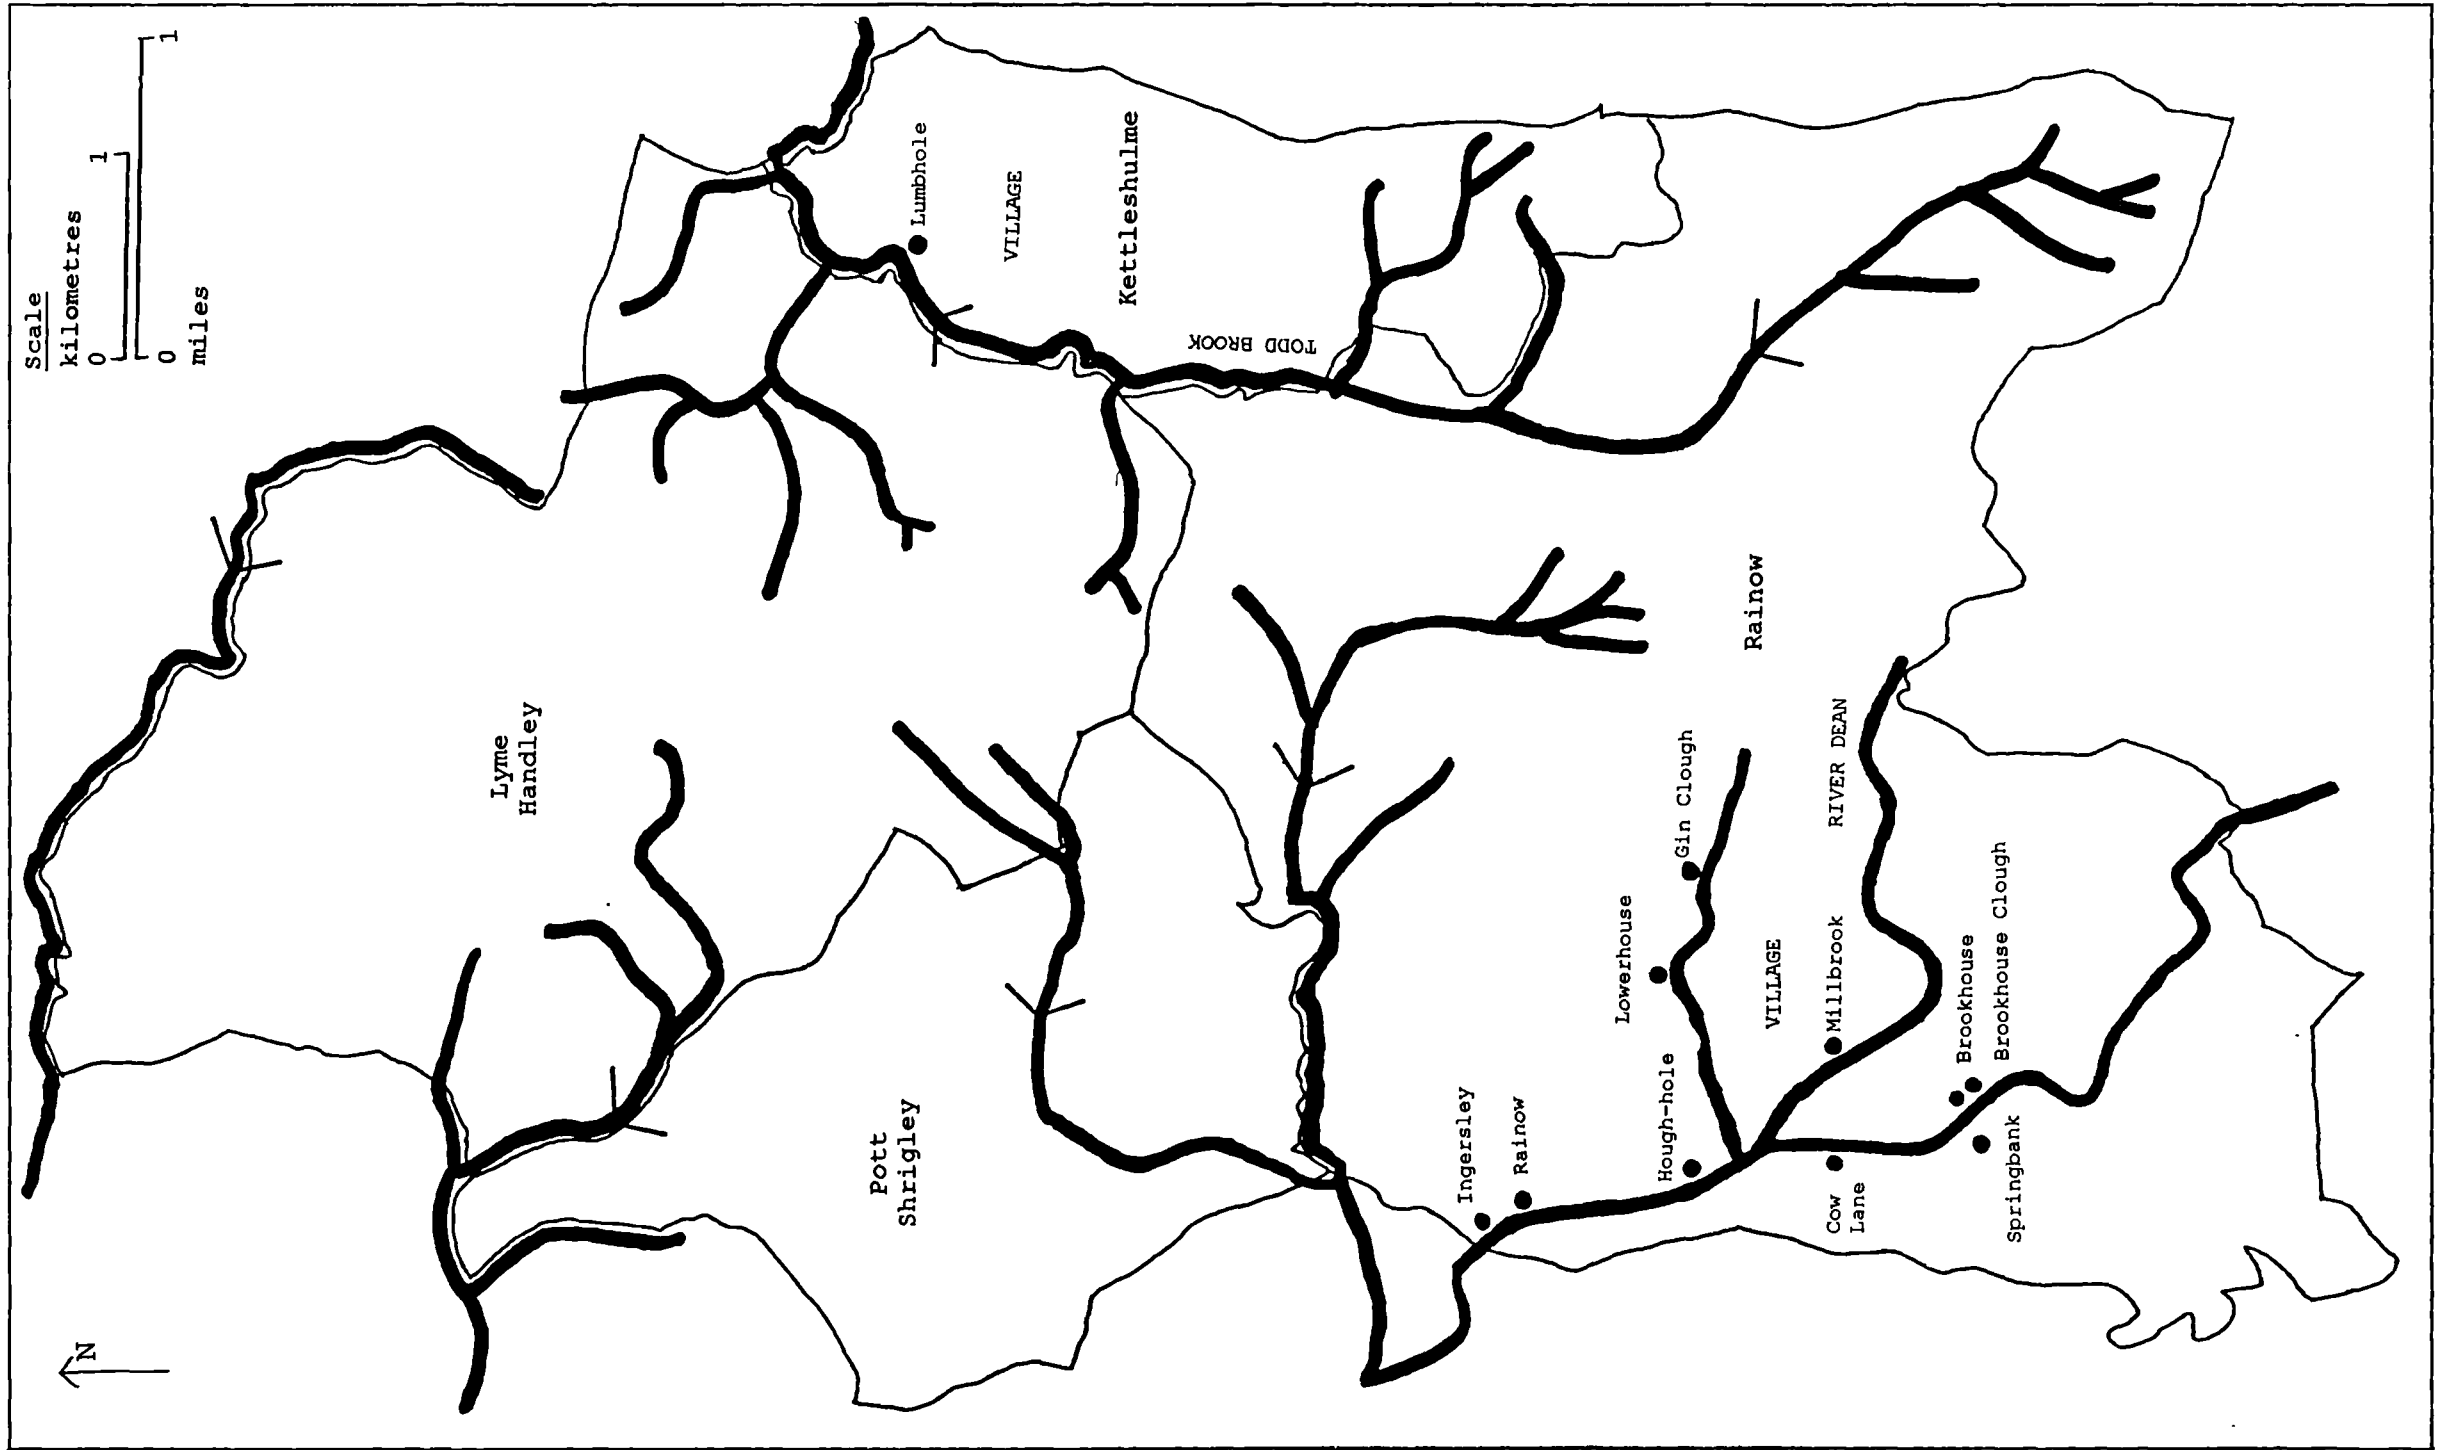 Scale
kilometres
0 1
0 1
miles
N
Lyme
Handley
Pott
Shrigley
Lumbhole
VILLAGE
Kettleshulme
TODD BROOK
Ingersley
Rainow
Lowerhouse
Hough-hole
Gin Clough
Rainow
VILLAGE
Millbrook
RIVER DEAN
Cow
Lane
Brookhouse
Brookhouse Clough
Springbank